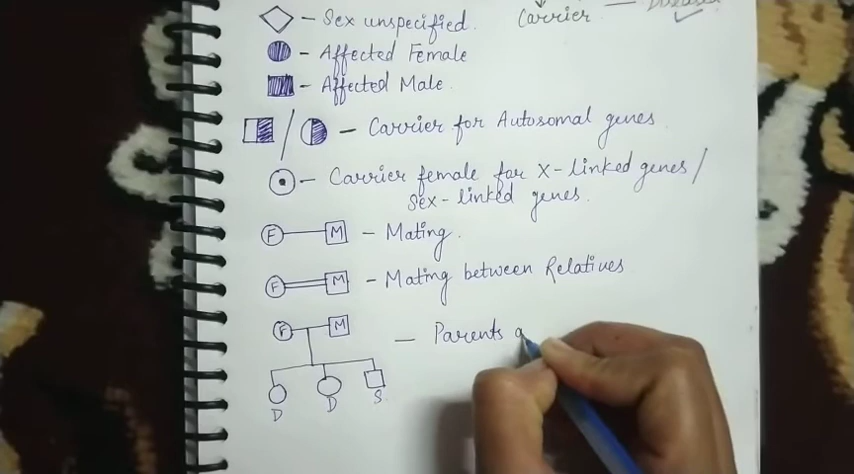 Sex unspecified.
Carrier —
— Affected Female
— Affected Male.
/ — Carrier for Autosomal genes
— Carrier female for X-linked genes/
Sex-linked genes.
F M — Mating.
F M — Mating between Relatives
F M — Parents a
D D S